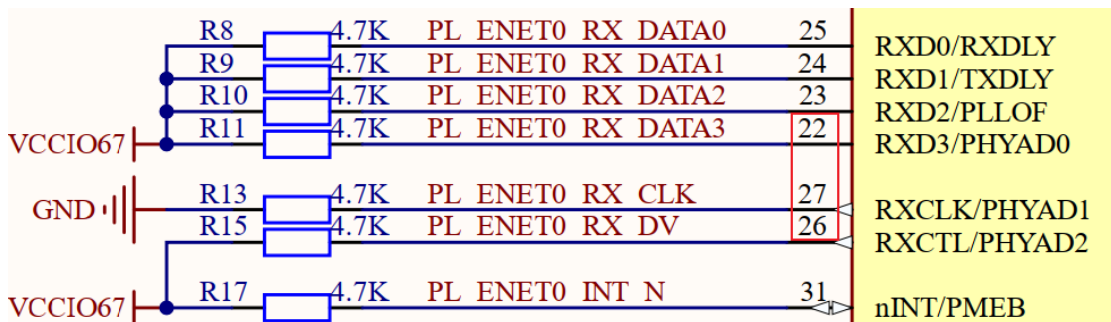 R8 4.7K PL ENET0 RX DATA0 25 RXD0/RXDLY
R9 4.7K PL ENET0 RX DATA1 24 RXD1/TXDLY
R10 4.7K PL ENET0 RX DATA2 23 RXD2/PLLOF
VCCIO67 R11 4.7K PL ENET0 RX DATA3 22 RXD3/PHYAD0
GND R13 4.7K PL ENET0 RX CLK 27 RXCLK/PHYAD1
R15 4.7K PL ENET0 RX DV 26 RXCTL/PHYAD2
VCCIO67 R17 4.7K PL ENET0 INT N 31 nINT/PMEB